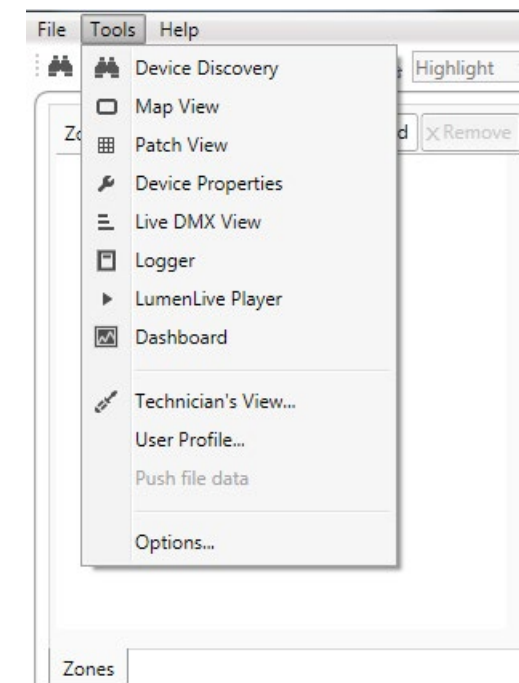 File Tools Help
Device Discovery
Highlight
Map View
d
Remove
Patch View
Device Properties
Live DMX View
Logger
LumenLive Player
Dashboard
Technician's View...
User Profile...
Push file data
Options...
Zones